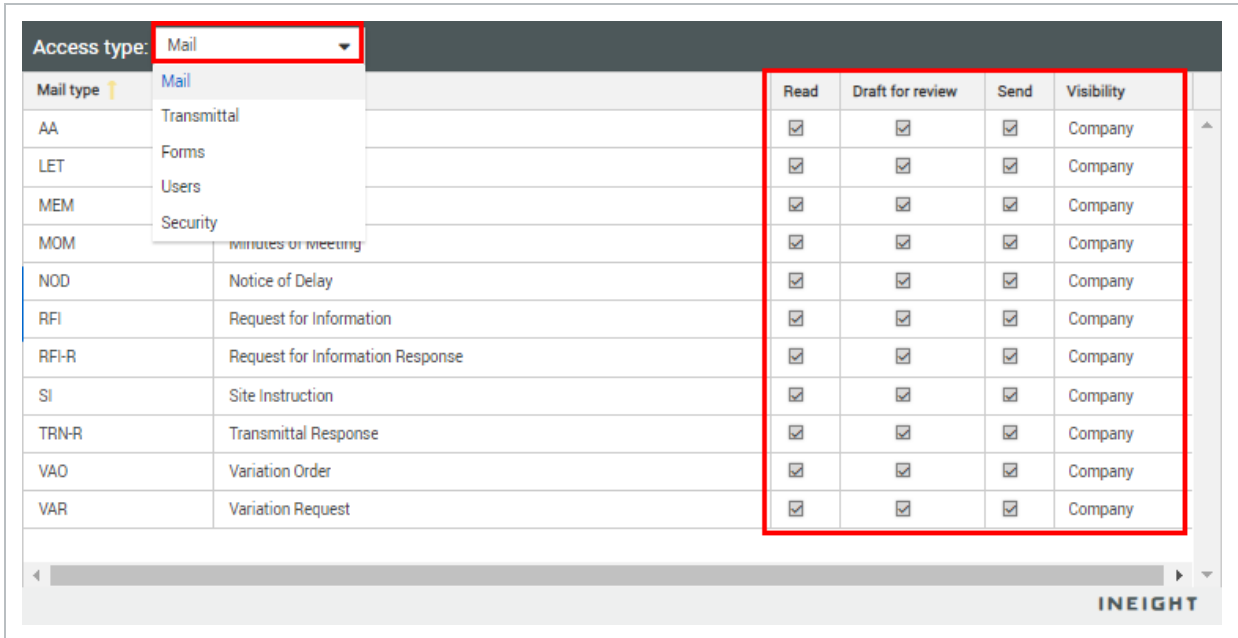 Access type: Mail
Mail
Transmittal
Forms
Users
Security
Mail type Read Draft for review Send Visibility
AA Company
LET Company
MEM Company
MOM Minutes of Meeting Company
NOD Notice of Delay Company
RFI Request for Information Company
RFI-R Request for Information Response Company
SI Site Instruction Company
TRN-R Transmittal Response Company
VAO Variation Order Company
VAR Variation Request Company
INEIGHT